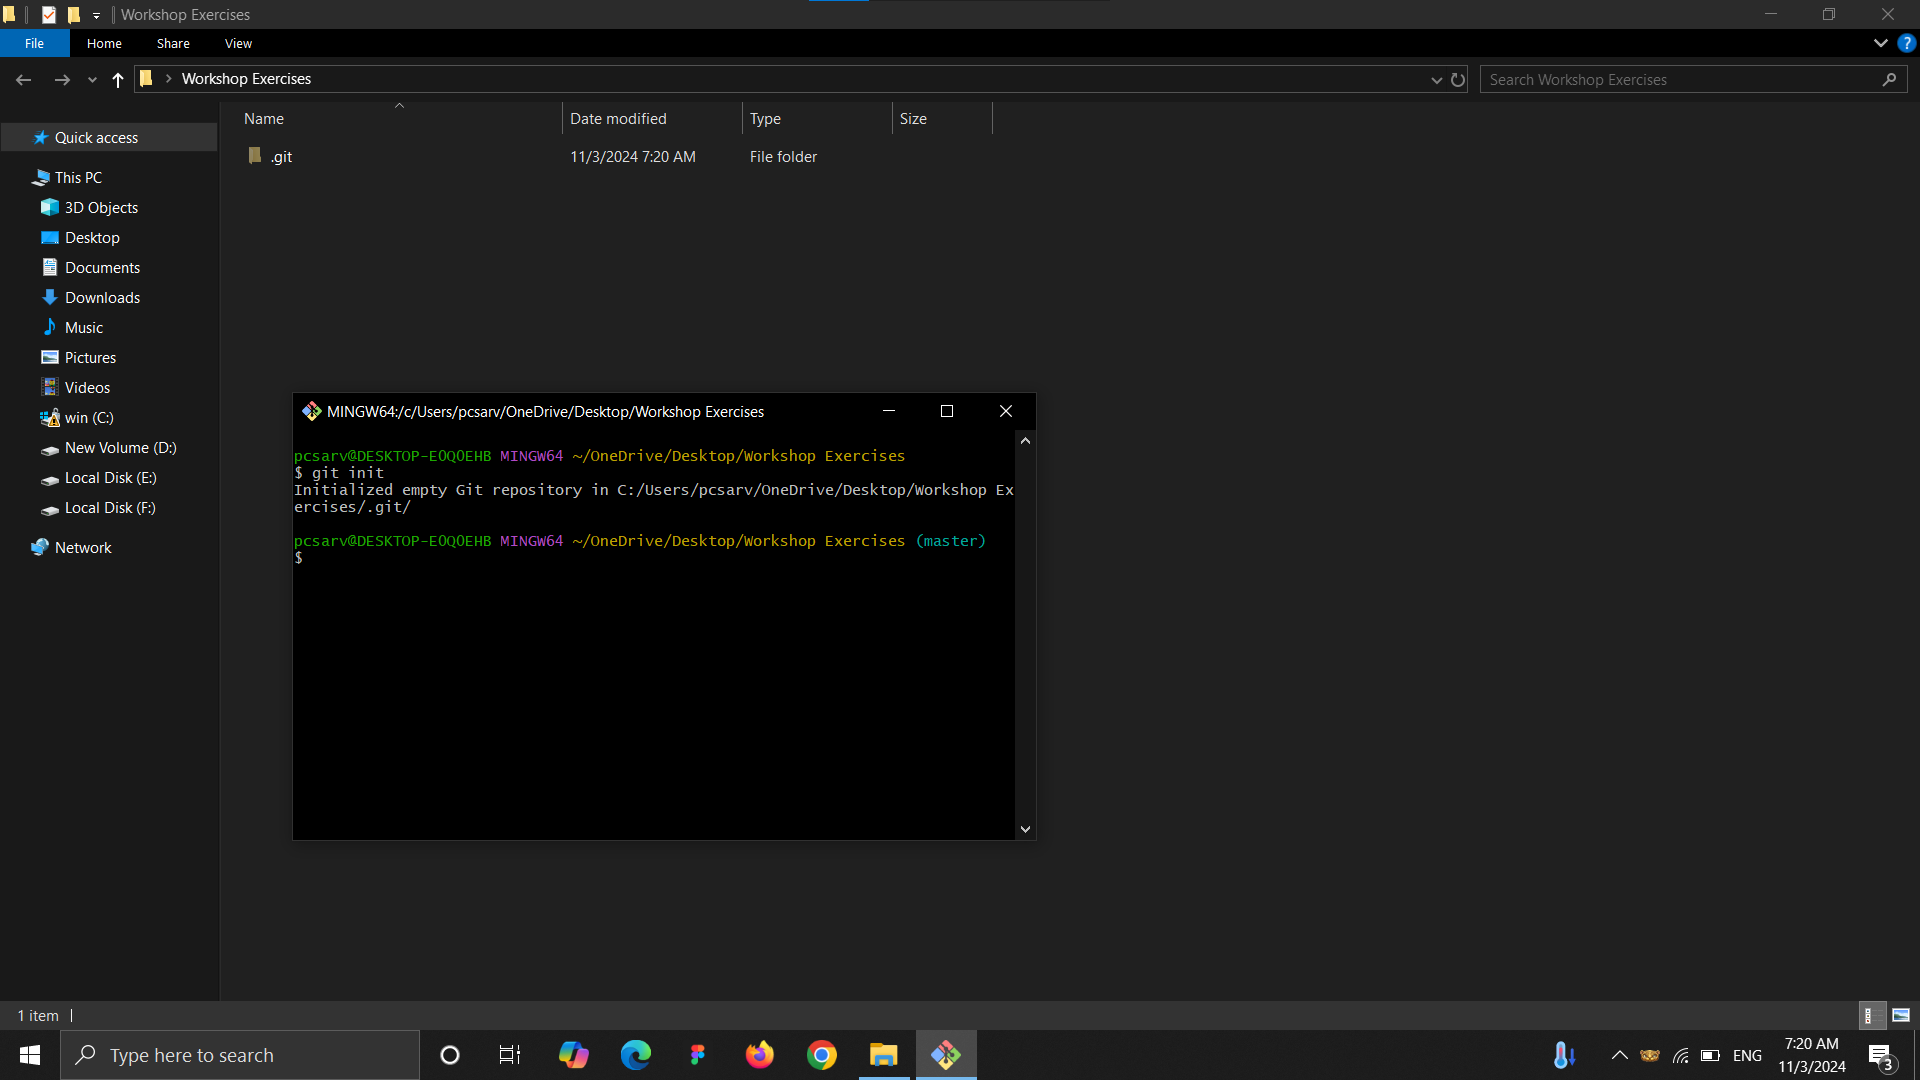 Workshop Exercises
File Home Share View
Workshop Exercises
Search Workshop Exercises
Name Date modified Type Size
.git 11/3/2024 7:20 AM File folder
Quick access
This PC
3D Objects
Desktop
Documents
Downloads
Music
Pictures
Videos
win (C:)
New Volume (D:)
Local Disk (E:)
Local Disk (F:)
Network
MINGW64:/c/Users/pcsarv/OneDrive/Desktop/Workshop Exercises
pcsarv@DESKTOP-EOQOEHB MINGW64 ~/OneDrive/Desktop/Workshop Exercises
$ git init
Initialized empty Git repository in C:/Users/pcsarv/OneDrive/Desktop/Workshop Ex
ercises/.git/
pcsarv@DESKTOP-EOQOEHB MINGW64 ~/OneDrive/Desktop/Workshop Exercises (master)
$
1 item
Type here to search
ENG
7:20 AM
11/3/2024
3